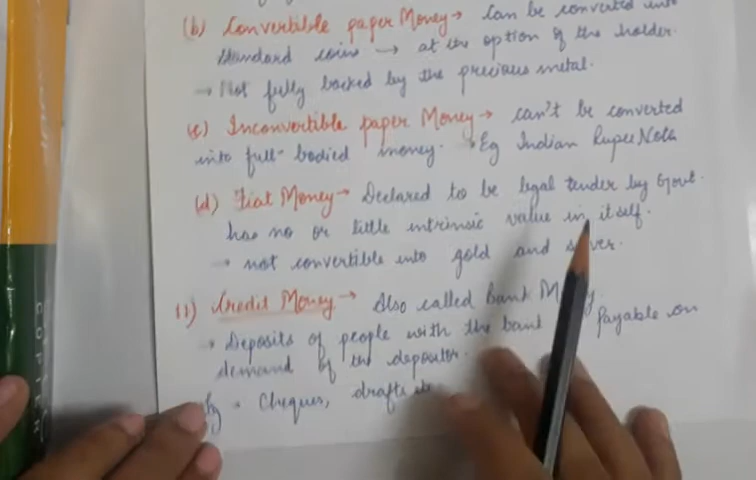 (b) Convertible paper Money → can be converted into
standard coins → at the option of the holder.
→ Not fully backed by the precious metal.
(c) Inconvertible paper Money → can't be converted
into full-bodied money. → Eg Indian Rupee Note
(d) Fiat Money → Declared to be legal tender by Govt.
has no or little intrinsic value in itself.
→ not convertible into gold and
11) Credit Money → Also called Bank
→ Deposits of people with the bank Payable on
demand of the depositor.
Cheques, drafts